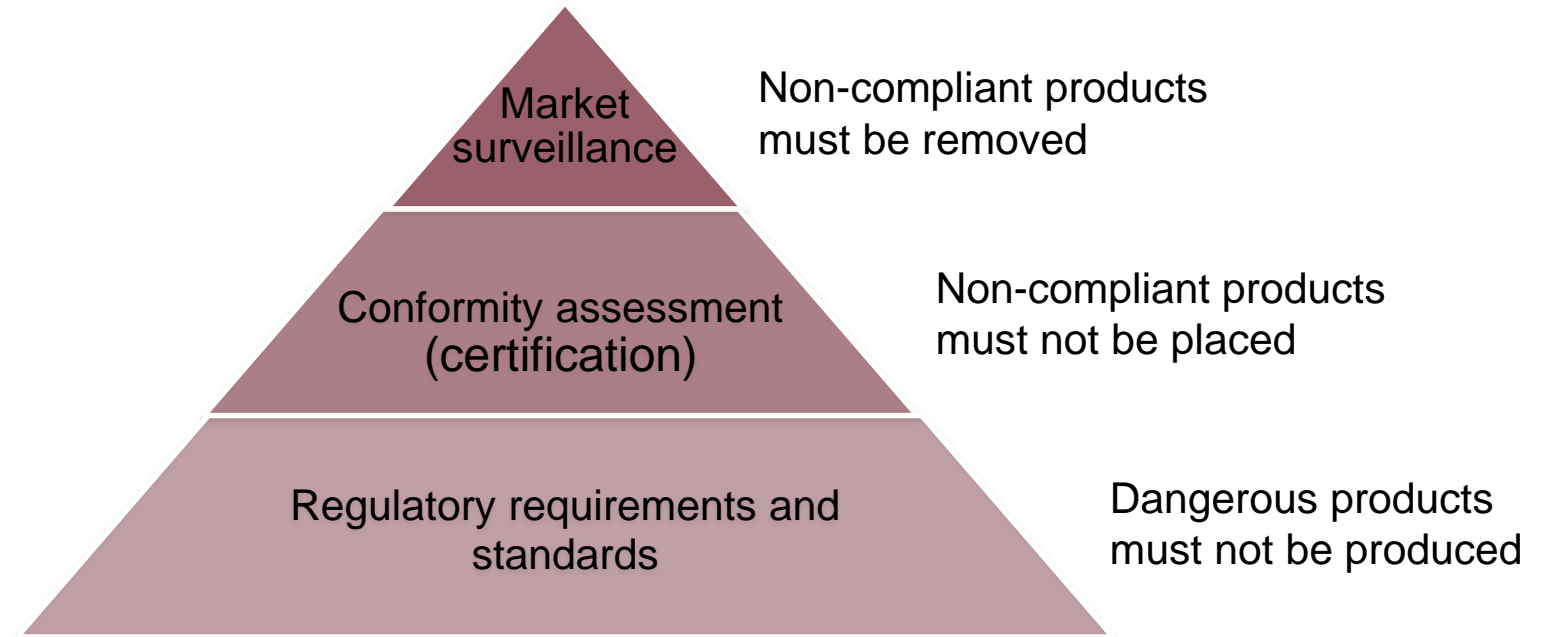 Market
surveillance
Non-compliant products
must be removed
Conformity assessment
(certification)
Non-compliant products
must not be placed
Regulatory requirements and
standards
Dangerous products
must not be produced